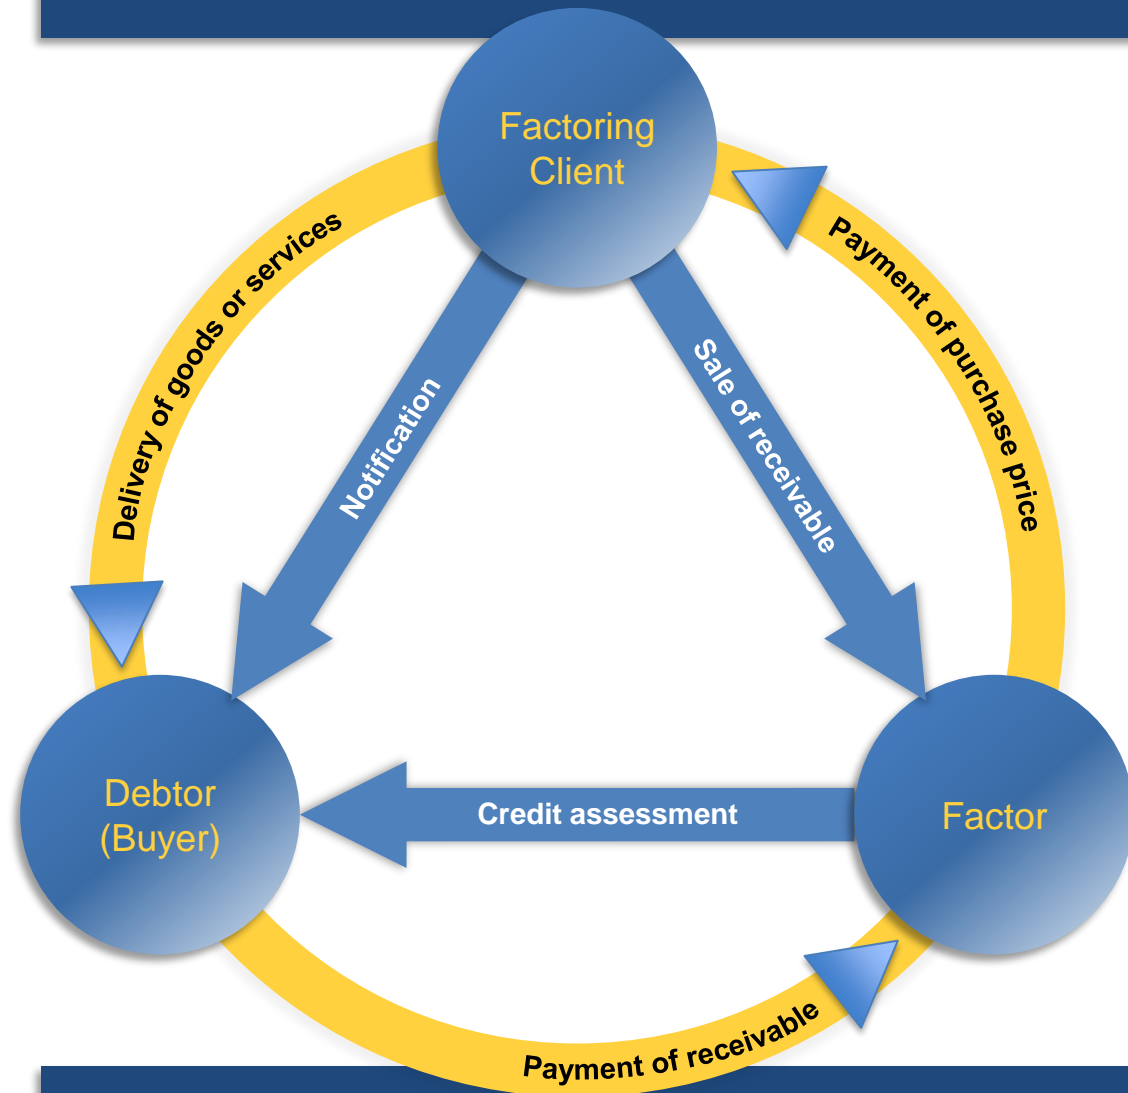 Factoring
Client
Delivery of goods or services
Payment of purchase price
Notification
Sale of receivable
Debtor
(Buyer)
Credit assessment
Factor
Payment of receivable